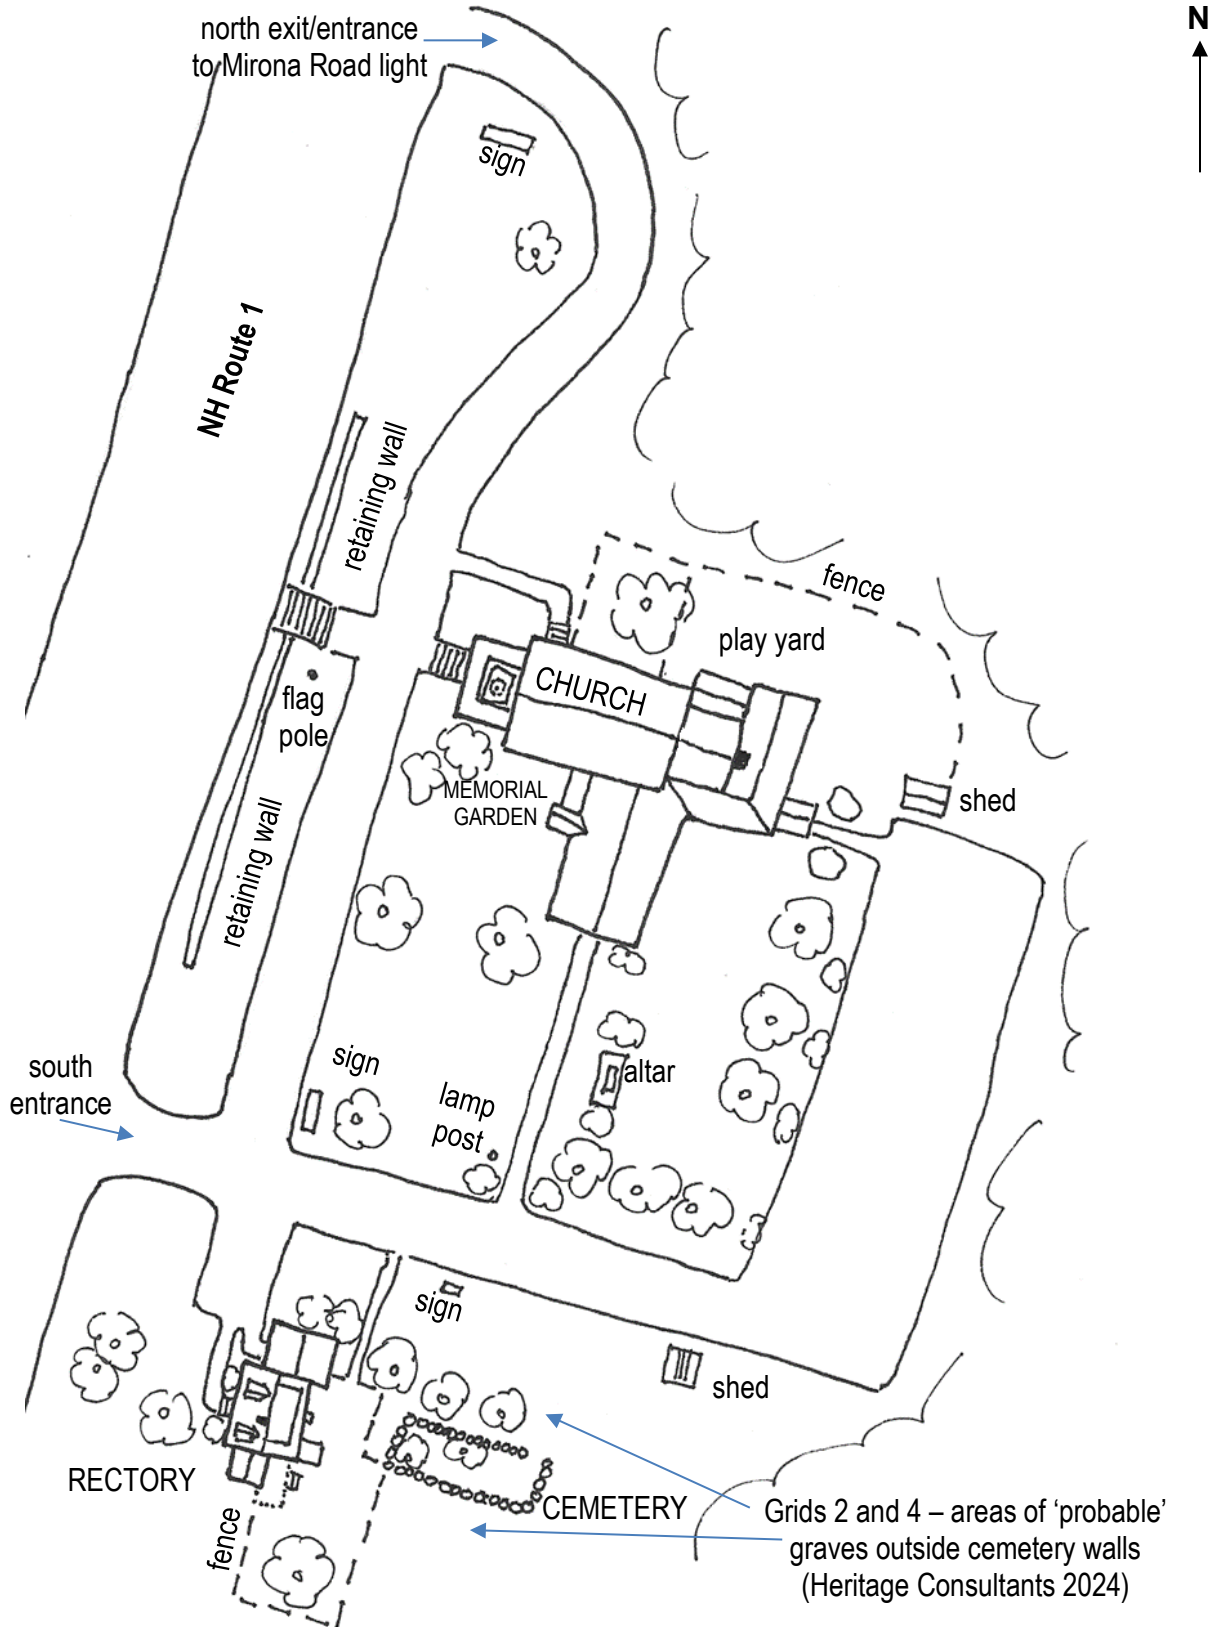 north exit/entrance
to Mirona Road light
N
sign
NH Route 1
retaining wall
fence
play yard
CHURCH
flag
pole
MEMORIAL
GARDEN
shed
retaining wall
sign
altar
south
entrance
lamp
post
sign
shed
RECTORY
CEMETERY
fence
Grids 2 and 4 – areas of ‘probable’
graves outside cemetery walls
(Heritage Consultants 2024)